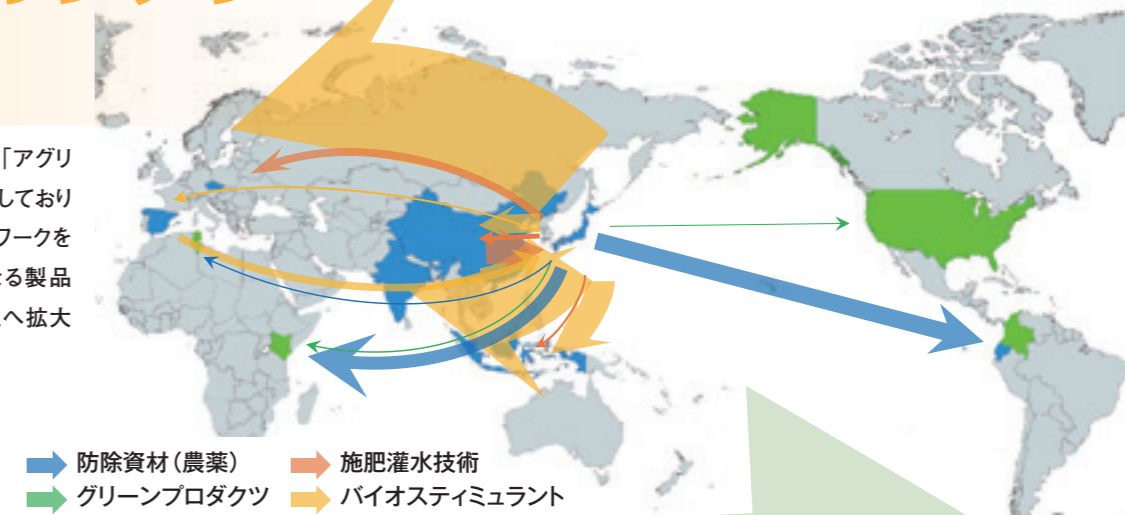 「アグリ
しており
ワークを
る製品
へ拡大
防除資材(農薬)
施肥灌水技術
グリーンプロダクツ
バイオスティミュラント